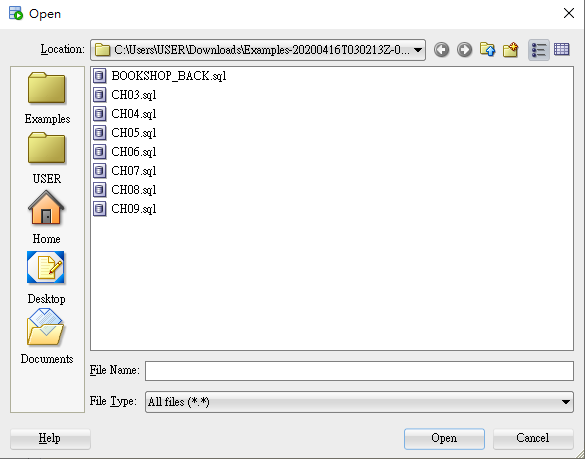 Open
Location: C:\Users\USER\Downloads\Examples-20200416T030213Z-0...
BOOKSHOP_BACK.sql
CH03.sql
CH04.sql
CH05.sql
CH06.sql
CH07.sql
CH08.sql
CH09.sql
Examples
USER
Home
Desktop
Documents
File Name:
File Type: All files (*.*)
Help Open Cancel